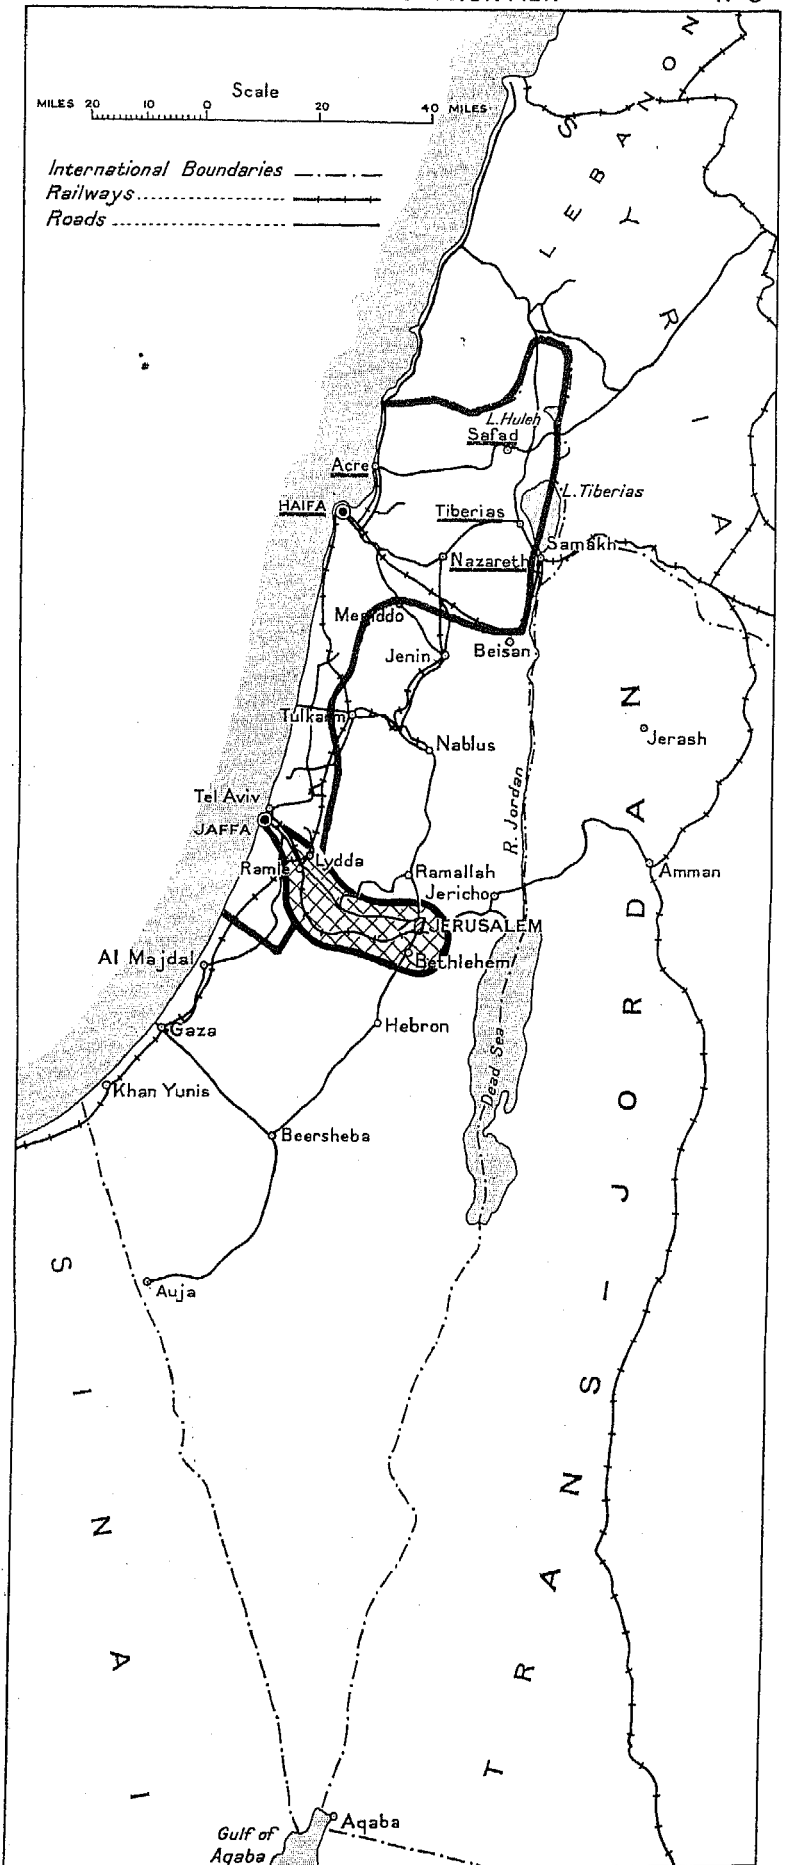 Scale
MILES 20 10 0 20 40 MILES
International Boundaries
Railways
Roads
LEBANON
SYRIA
L. Huleh
Safad
Acre
L. Tiberias
HAIFA
Tiberias
Samakh
Nazareth
Megiddo
Beisan
Jenin
Tulkarm
Nablus
Jerash
R. Jordan
Tel Aviv
JAFFA
Lydda
Ramle
Ramallah
Jericho
Amman
JERUSALEM
Al Majdal
Bethlehem
Gaza
Hebron
Dead Sea
Khan Yunis
Beersheba
Auja
SINAI
TRANS-JORDAN
Aqaba
Gulf of
Aqaba